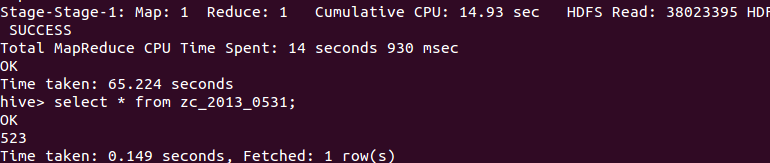 Stage-Stage-1: Map: 1  Reduce: 1   Cumulative CPU: 14.93 sec   HDFS Read: 38023395 HDF
 SUCCESS
Total MapReduce CPU Time Spent: 14 seconds 930 msec
OK
Time taken: 65.224 seconds
hive> select * from zc_2013_0531;
OK
523
Time taken: 0.149 seconds, Fetched: 1 row(s)